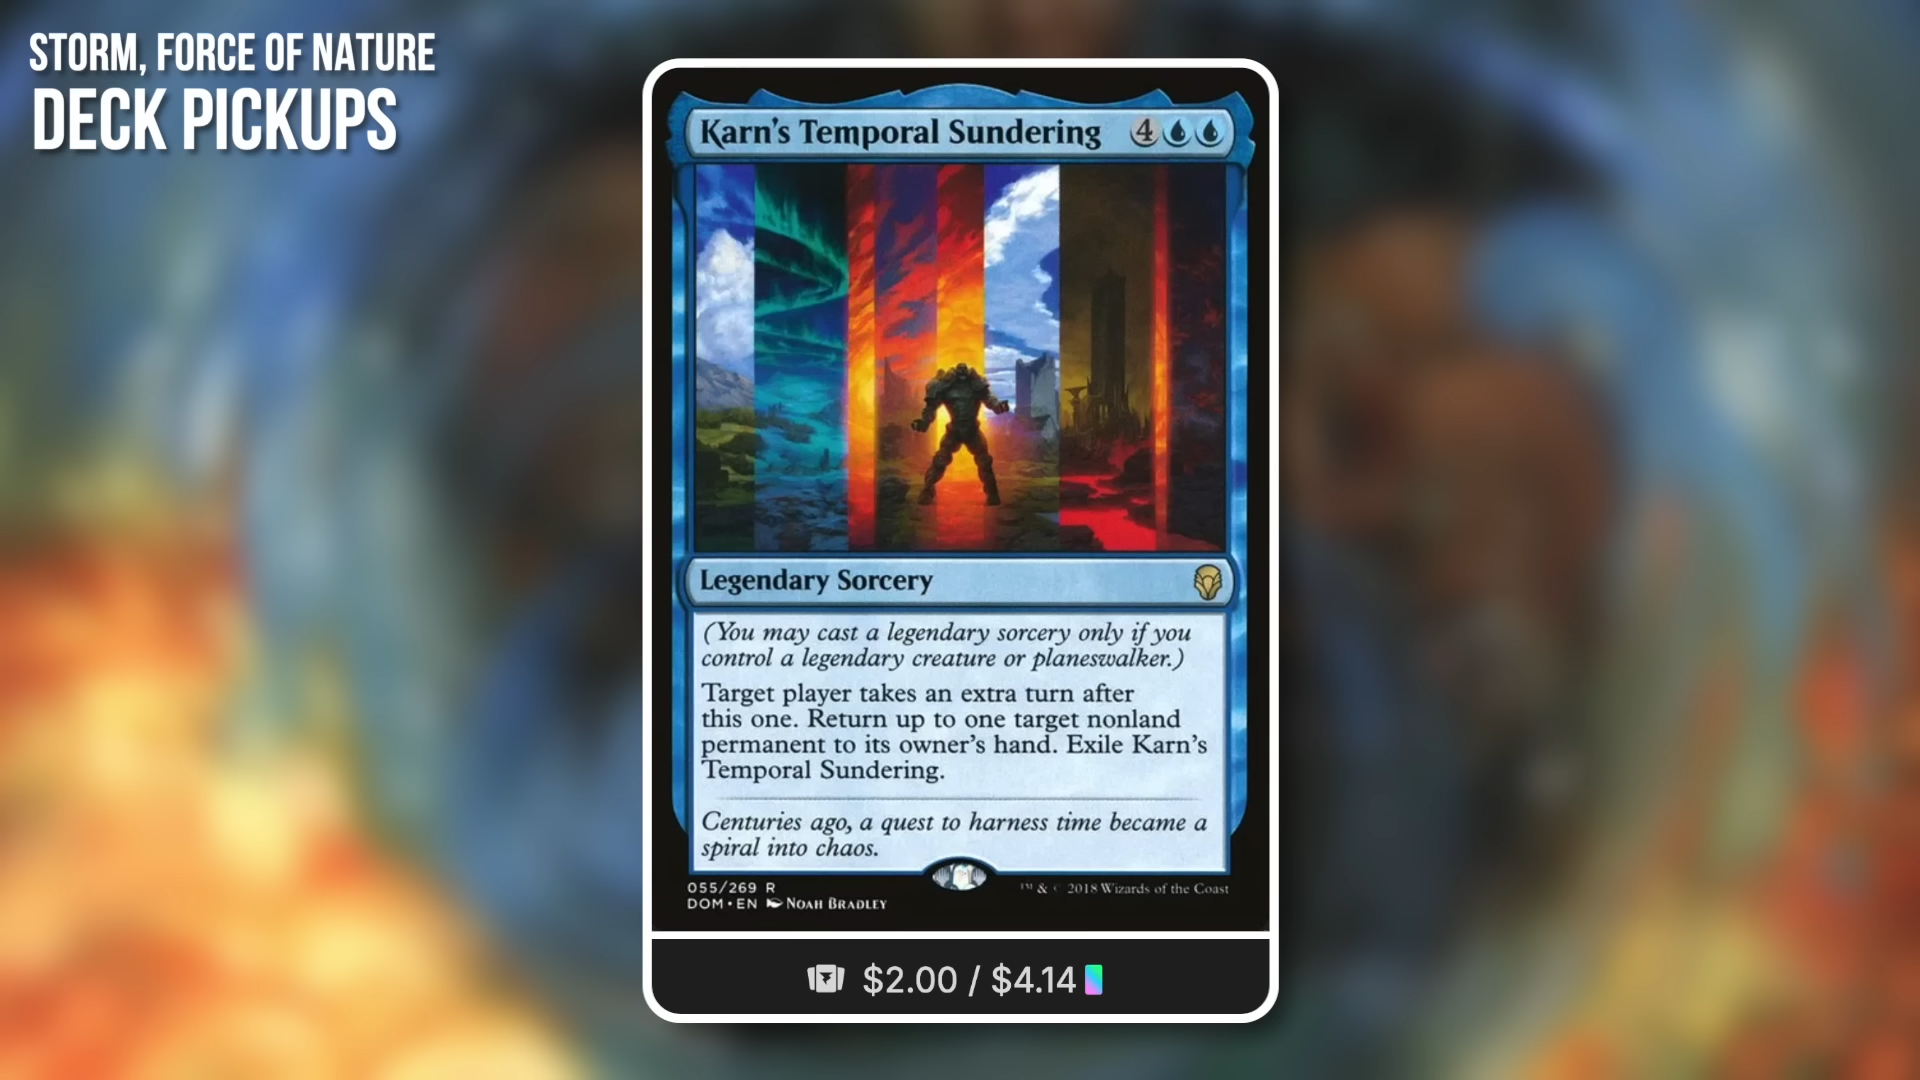 STORM, FORCE OF NATURE
DECK PICKUPS
Karn's Temporal Sundering 4
Legendary Sorcery
(You may cast a legendary sorcery only if you
control a legendary creature or planeswalker.)
Target player takes an extra turn after
this one. Return up to one target nonland
permanent to its owner's hand. Exile Karn's
Temporal Sundering.
Centuries ago, a quest to harness time became a
spiral into chaos.
055/269 R
DOM • EN NOAH BRADLEY
™ & © 2018 Wizards of the Coast
$2.00 / $4.14